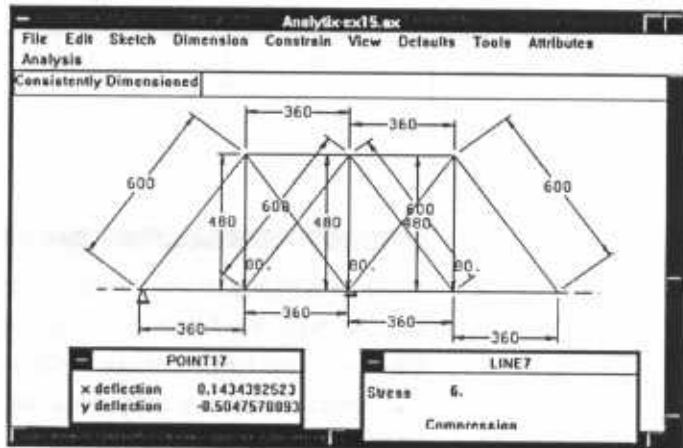 Analytix-ex15.ax
File Edit Sketch Dimension Constrain View Defaults Tools Attributes
Analysis
Consistently Dimensioned
360
360
600
600
480
600
480
600
480
80.
80.
80.
360
360
360
360
POINT17
x deflection 0.1434392523
y deflection -0.5047570893
LINE7
Stress 6.
Compression